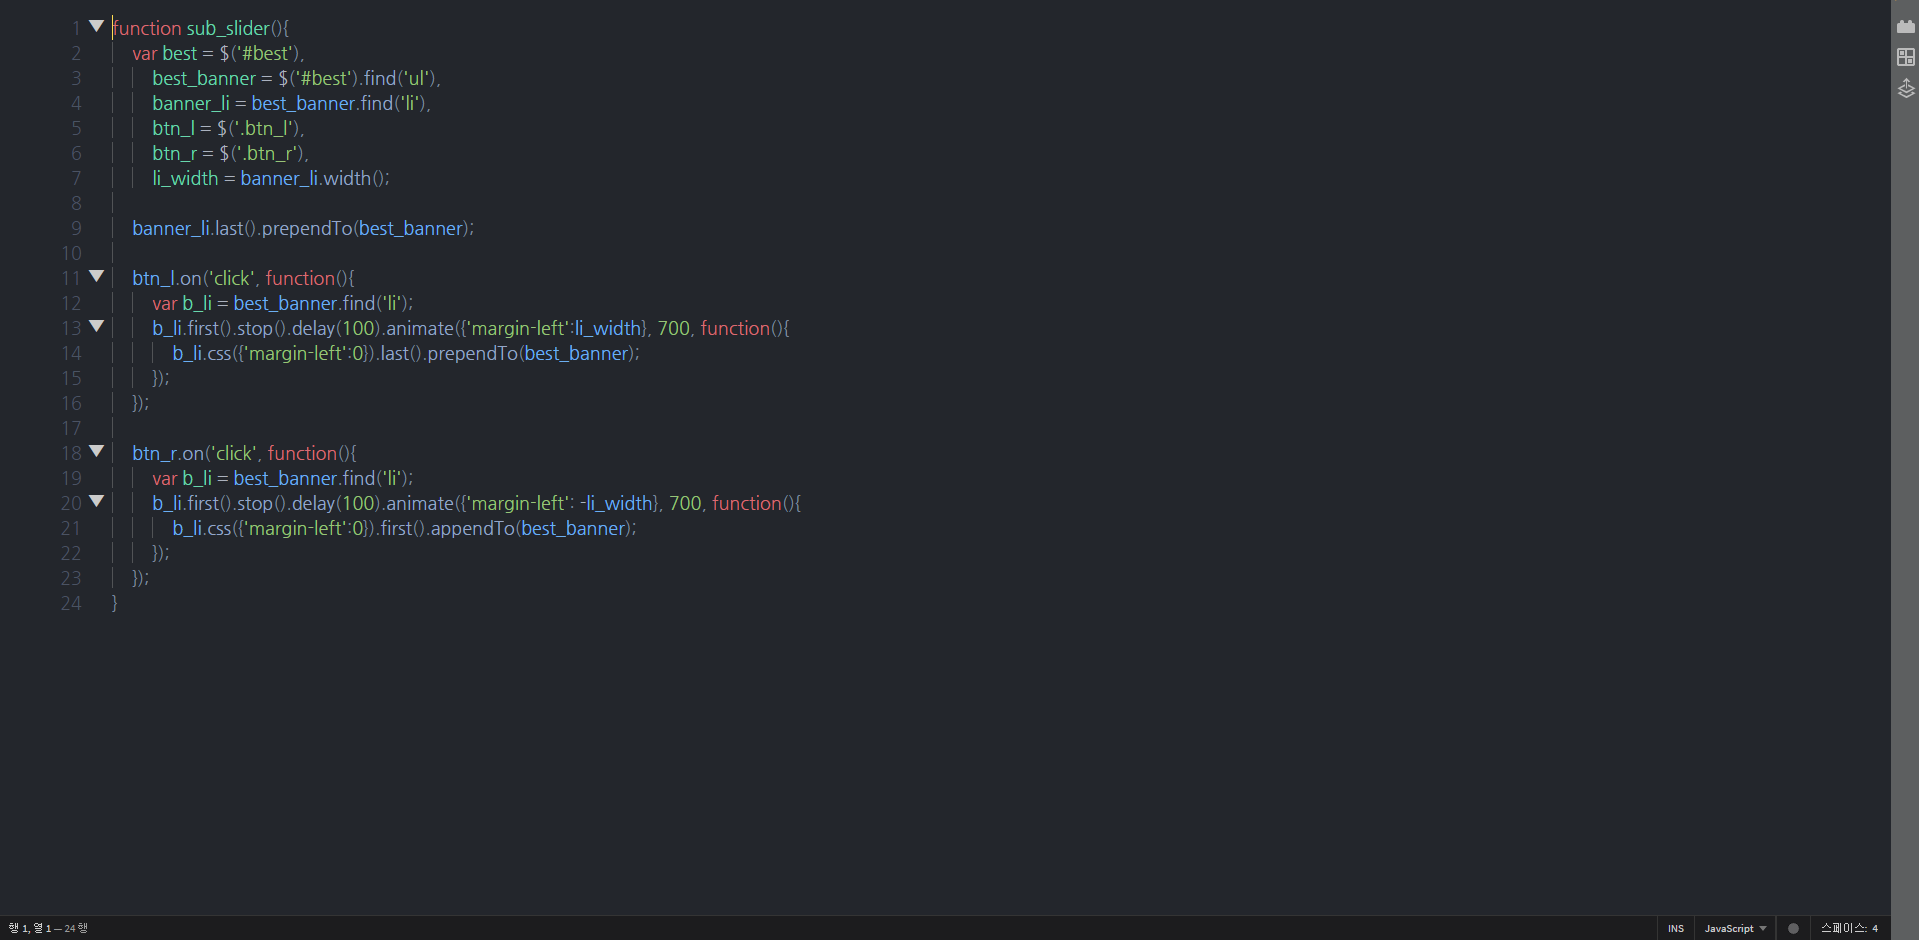 1 function sub_slider(){
2 var best = $('#best'),
3 best_banner = $('#best').find('ul'),
4 banner_li = best_banner.find('li'),
5 btn_l = $('.btn_l'),
6 btn_r = $('.btn_r'),
7 li_width = banner_li.width();
8
9 banner_li.last().prependTo(best_banner);
10
11 btn_l.on('click', function(){
12 var b_li = best_banner.find('li');
13 b_li.first().stop().delay(100).animate({'margin-left':li_width}, 700, function(){
14 b_li.css({'margin-left':0}).last().prependTo(best_banner);
15 });
16 });
17
18 btn_r.on('click', function(){
19 var b_li = best_banner.find('li');
20 b_li.first().stop().delay(100).animate({'margin-left': -li_width}, 700, function(){
21 b_li.css({'margin-left':0}).first().appendTo(best_banner);
22 });
23 });
24 }
행 1, 열 1 — 24 행 INS JavaScript 스페이스: 4